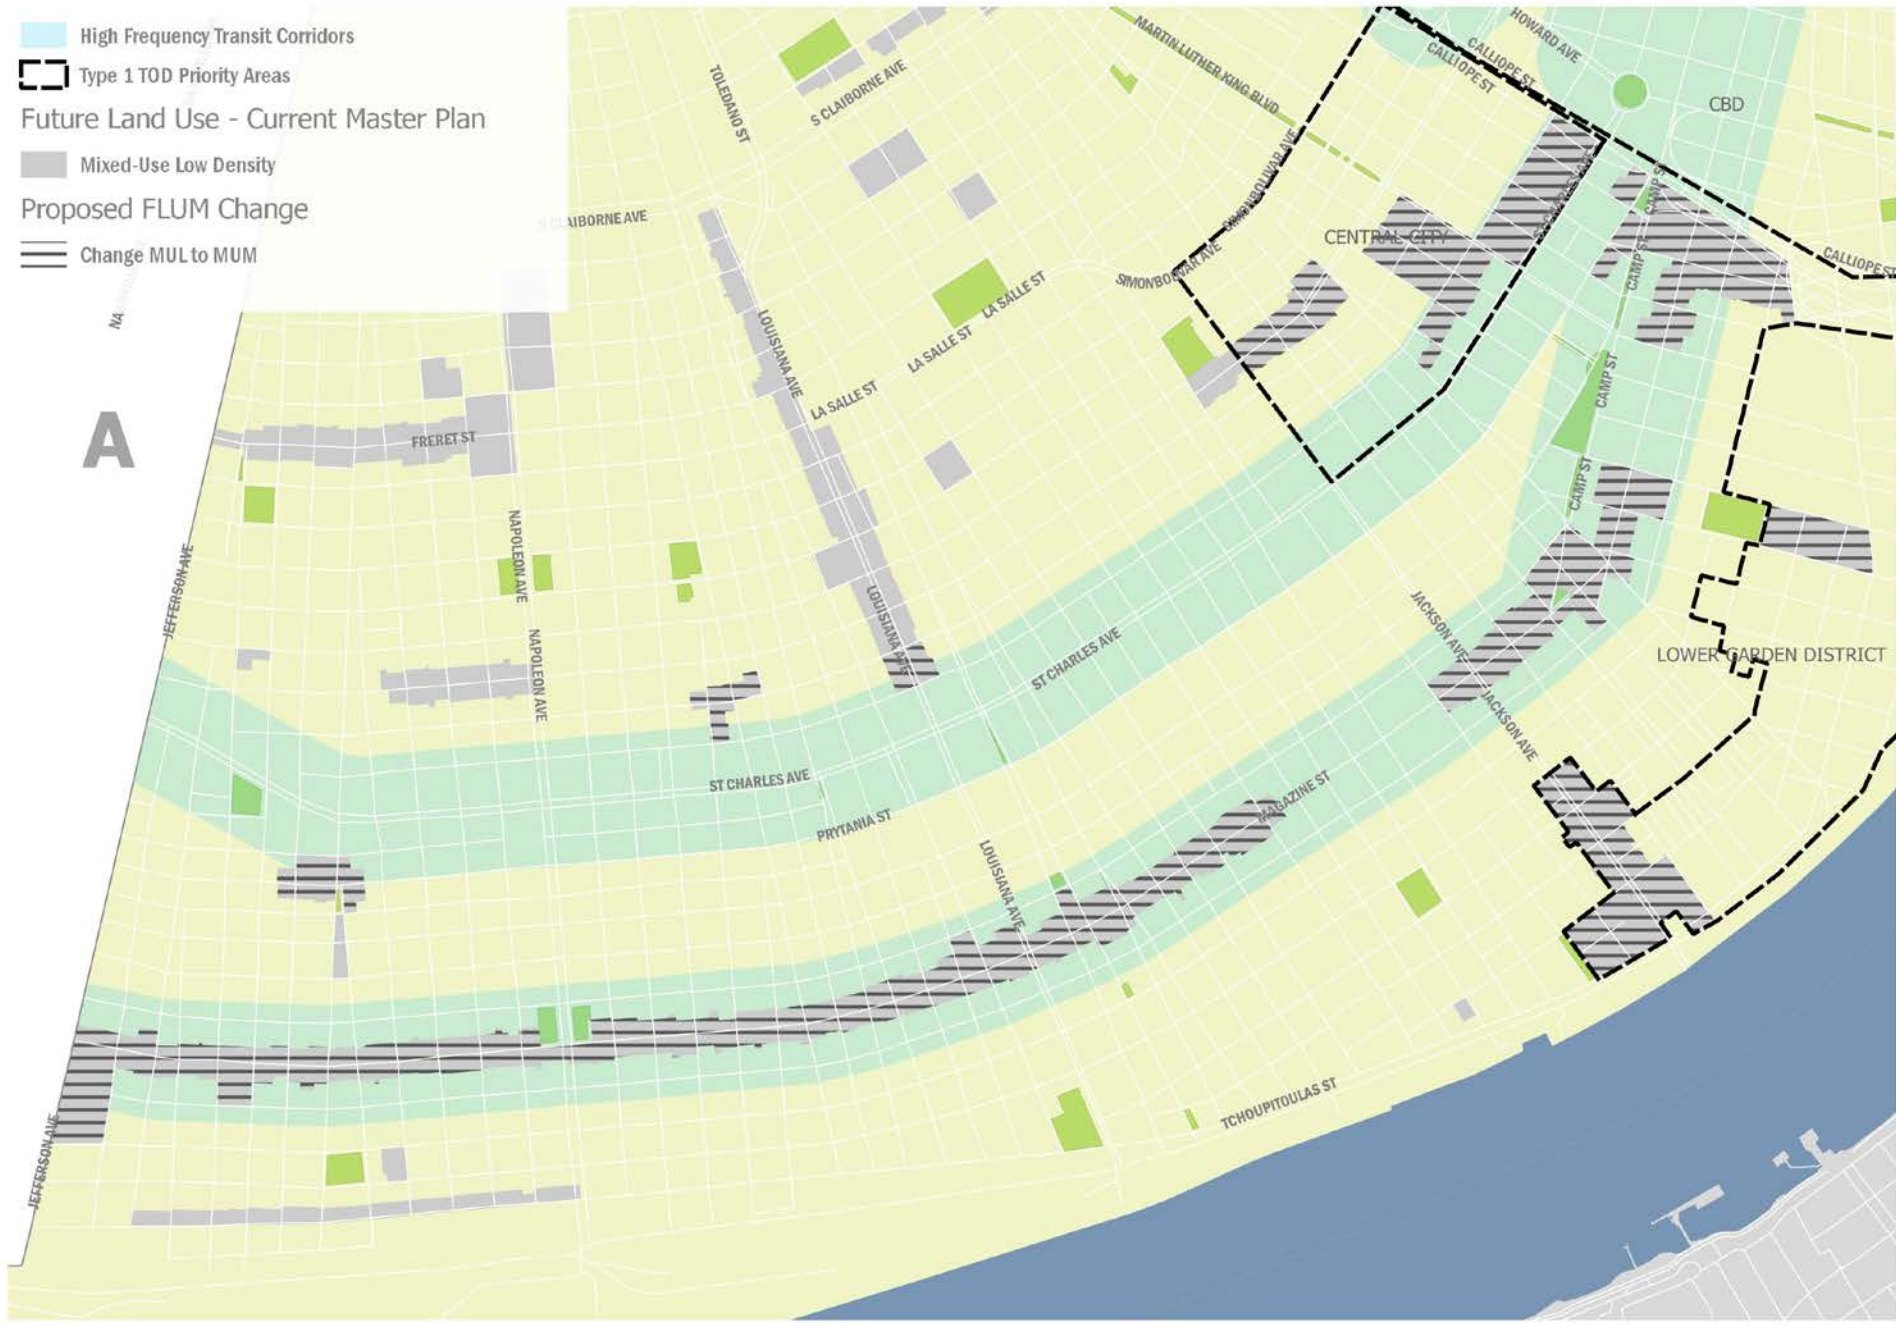 High Frequency Transit Corridors
Type 1 TOD Priority Areas
Future Land Use - Current Master Plan
Mixed-Use Low Density
Proposed FLUM Change
Change MUL to MUM
A
TOLEDANO ST
S CLAIBORNE AVE
MARTIN LUTHER KING BLVD
HOWARD AVE
CALLIOPE ST
CALLIOPE ST
CBD
SIMON BOLIVAR AVE
S CLAIBORNE AVE
CAMP ST
ST CHARLES AVE
CENTRAL CITY
CAMP ST
CALLIOPE ST
SIMON BOLIVAR AVE
LA SALLE ST
LA SALLE ST
LA SALLE ST
LOUISIANA AVE
CAMP ST
FRERET ST
CAMP ST
NAPOLEON AVE
JEFFERSON AVE
LOUISIANA AVE
JACKSON AVE
NAPOLEON AVE
ST CHARLES AVE
LOWER GARDEN DISTRICT
JACKSON AVE
ST CHARLES AVE
MAGAZINE ST
PRYTANIA ST
LOUISIANA AVE
TCHOUPITOULAS ST
JEFFERSON AVE